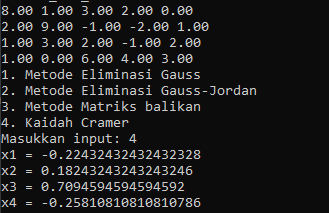 8.00 1.00 3.00 2.00 0.00
2.00 9.00 -1.00 -2.00 1.00
1.00 3.00 2.00 -1.00 2.00
1.00 0.00 6.00 4.00 3.00
1. Metode Eliminasi Gauss
2. Metode Eliminasi Gauss-Jordan
3. Metode Matriks balikan
4. Kaidah Cramer
Masukkan input: 4
x1 = -0.22432432432432328
x2 = 0.18243243243243246
x3 = 0.7094594594594592
x4 = -0.25810810810810786